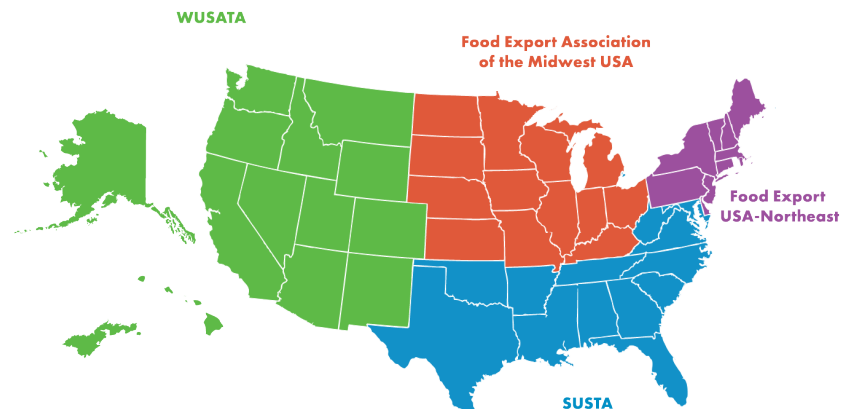 WUSATA
Food Export Association
of the Midwest USA
Food Export
USA-Northeast
SUSTA